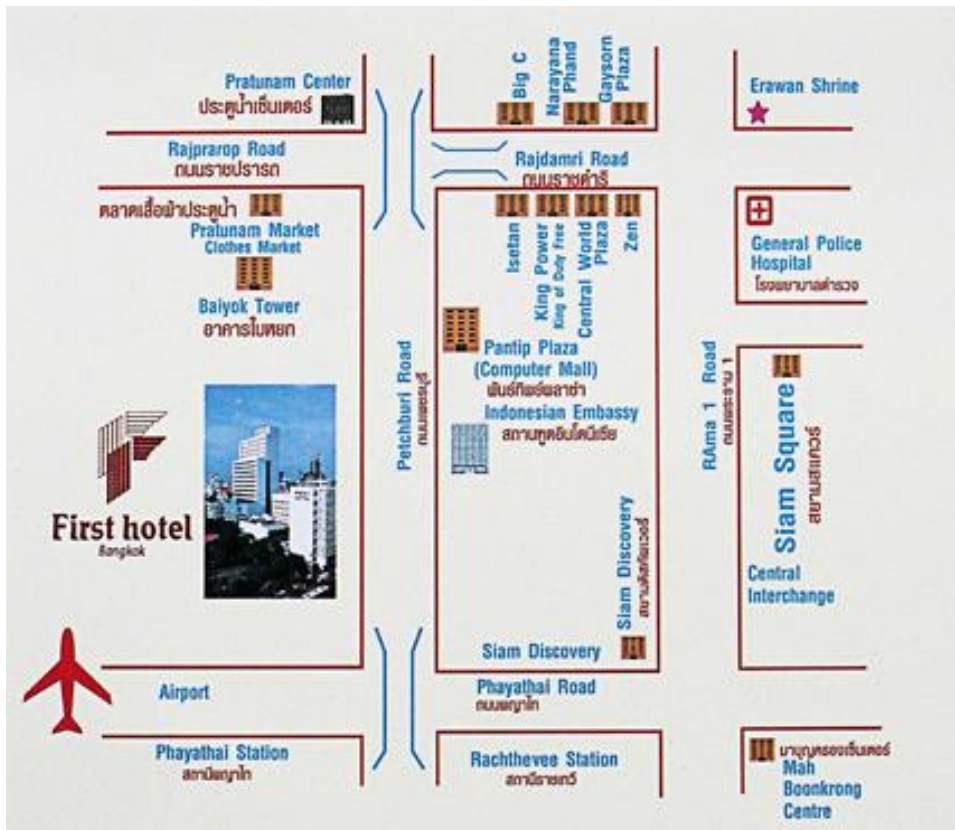 Pratunam Center
ประตูน้ำเซ็นเตอร์
Big C
Narayana
Phand
Gaysorn
Plaza
Erawan Shrine
Rajprarop Road
ถนนราชปรารถ
Rajdamri Road
ถนนราชดำริ
ตลาดเสื้อผ้าประตูน้ำ
Pratunam Market
Clothes Market
Baiyok Tower
อาคารใบหยก
Isetan
King Power
King of Duty Free
Central World
Plaza
Zen
General Police
Hospital
โรงพยาบาลตำรวจ
Pantip Plaza
(Computer Mall)
พันธ์ทิพย์พลาซ่า
Indonesian Embassy
สถานทูตอินโดนีเซีย
Petchburi Road
ถนนเพชรบุรี
RAma 1 Road
ถนนพระราม 1
Siam Square
สยามสแควร์
First hotel
Bangkok
Siam Discovery
สยามดิสคัฟเวอรี่
Central
Interchange
Siam Discovery
Airport
Phayathai Road
ถนนพญาไท
Phayathai Station
สถานีพญาไท
Rachthevee Station
สถานีราชเทวี
มาบุญครองเซ็นเตอร์
Mah
Boonkrong
Centre